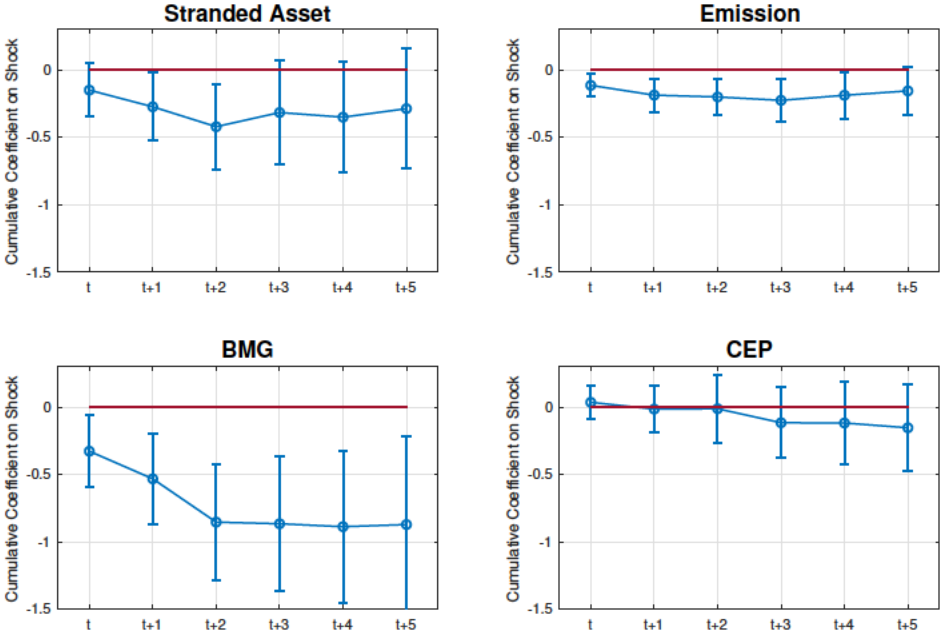 Stranded Asset
Cumulative Coefficient on Shock
0
-0.5
-1
-1.5
t t+1 t+2 t+3 t+4 t+5
Emission
Cumulative Coefficient on Shock
0
-0.5
-1
-1.5
t t+1 t+2 t+3 t+4 t+5
BMG
Cumulative Coefficient on Shock
0
-0.5
-1
-1.5
t t+1 t+2 t+3 t+4 t+5
CEP
Cumulative Coefficient on Shock
0
-0.5
-1
-1.5
t t+1 t+2 t+3 t+4 t+5